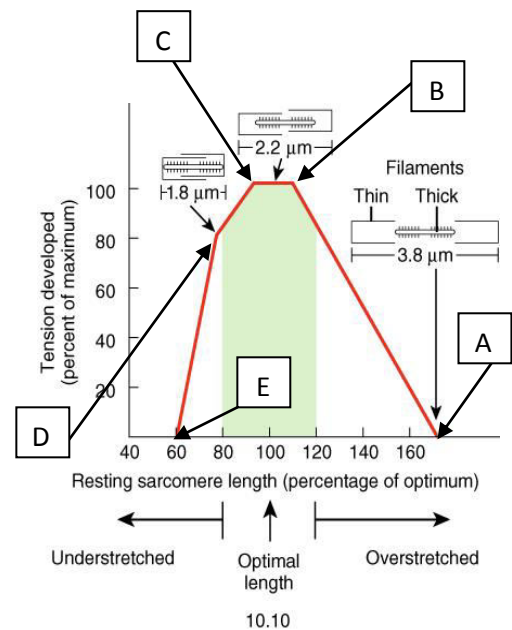 C
B
2.2 µm
1.8 µm
Filaments
Thin Thick
3.8 µm
Tension developed
(percent of maximum)
100
80
60
40
20
A
E
D
40 60 80 100 120 140 160
Resting sarcomere length (percentage of optimum)
Understretched
Optimal
length
Overstretched
10.10